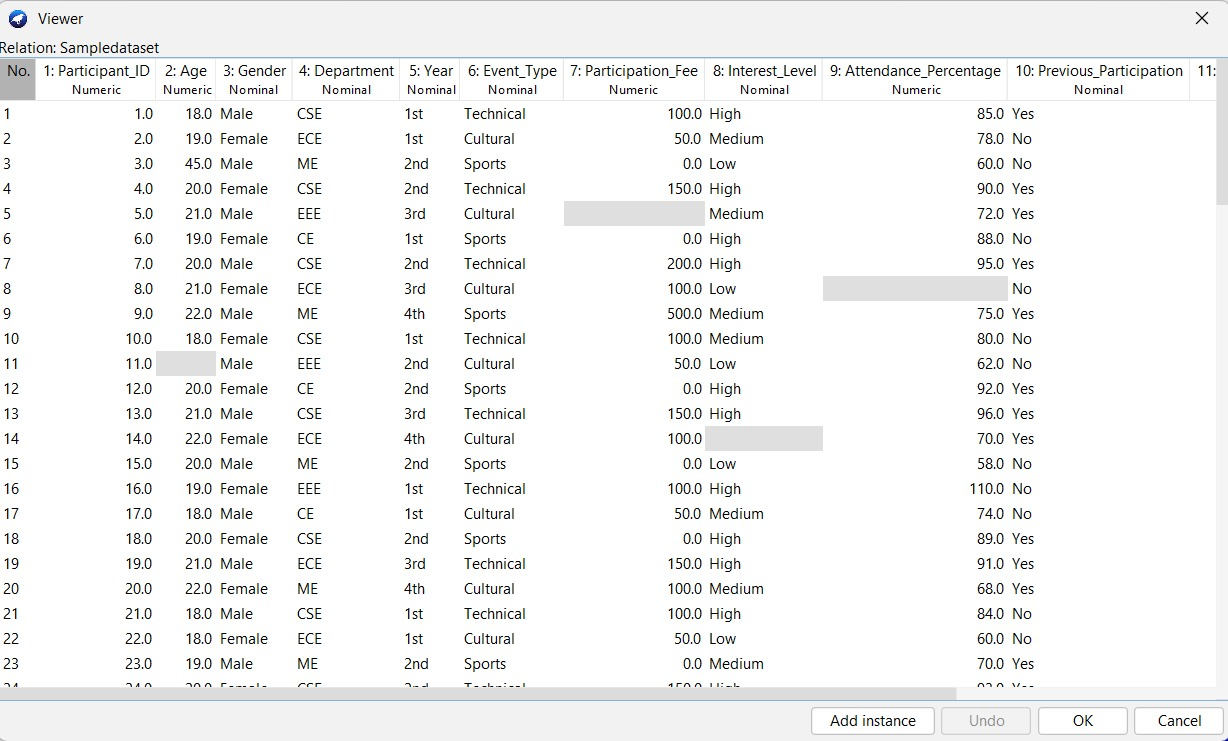 Viewer
Relation: Sampledataset
No. 1: Participant_ID 2: Age 3: Gender 4: Department 5: Year 6: Event_Type 7: Participation_Fee 8: Interest_Level 9: Attendance_Percentage 10: Previous_Participation 11:
Numeric Numeric Nominal Nominal Nominal Nominal Numeric Nominal Numeric Nominal
1 1.0 18.0 Male CSE 1st Technical 100.0 High 85.0 Yes
2 2.0 19.0 Female ECE 1st Cultural 50.0 Medium 78.0 No
3 3.0 45.0 Male ME 2nd Sports 0.0 Low 60.0 No
4 4.0 20.0 Female CSE 2nd Technical 150.0 High 90.0 Yes
5 5.0 21.0 Male EEE 3rd Cultural Medium 72.0 Yes
6 6.0 19.0 Female CE 1st Sports 0.0 High 88.0 No
7 7.0 20.0 Male CSE 2nd Technical 200.0 High 95.0 Yes
8 8.0 21.0 Female ECE 3rd Cultural 100.0 Low No
9 9.0 22.0 Male ME 4th Sports 500.0 Medium 75.0 Yes
10 10.0 18.0 Female CSE 1st Technical 100.0 Medium 80.0 No
11 11.0 Male EEE 2nd Cultural 50.0 Low 62.0 No
12 12.0 20.0 Female CE 2nd Sports 0.0 High 92.0 Yes
13 13.0 21.0 Male CSE 3rd Technical 150.0 High 96.0 Yes
14 14.0 22.0 Female ECE 4th Cultural 100.0 70.0 Yes
15 15.0 20.0 Male ME 2nd Sports 0.0 Low 58.0 No
16 16.0 19.0 Female EEE 1st Technical 100.0 High 110.0 No
17 17.0 18.0 Male CE 1st Cultural 50.0 Medium 74.0 No
18 18.0 20.0 Female CSE 2nd Sports 0.0 High 89.0 Yes
19 19.0 21.0 Male ECE 3rd Technical 150.0 High 91.0 Yes
20 20.0 22.0 Female ME 4th Cultural 100.0 Medium 68.0 Yes
21 21.0 18.0 Male CSE 1st Technical 100.0 High 84.0 No
22 22.0 18.0 Female ECE 1st Cultural 50.0 Low 60.0 No
23 23.0 19.0 Male ME 2nd Sports 0.0 Medium 70.0 Yes
Add instance Undo OK Cancel